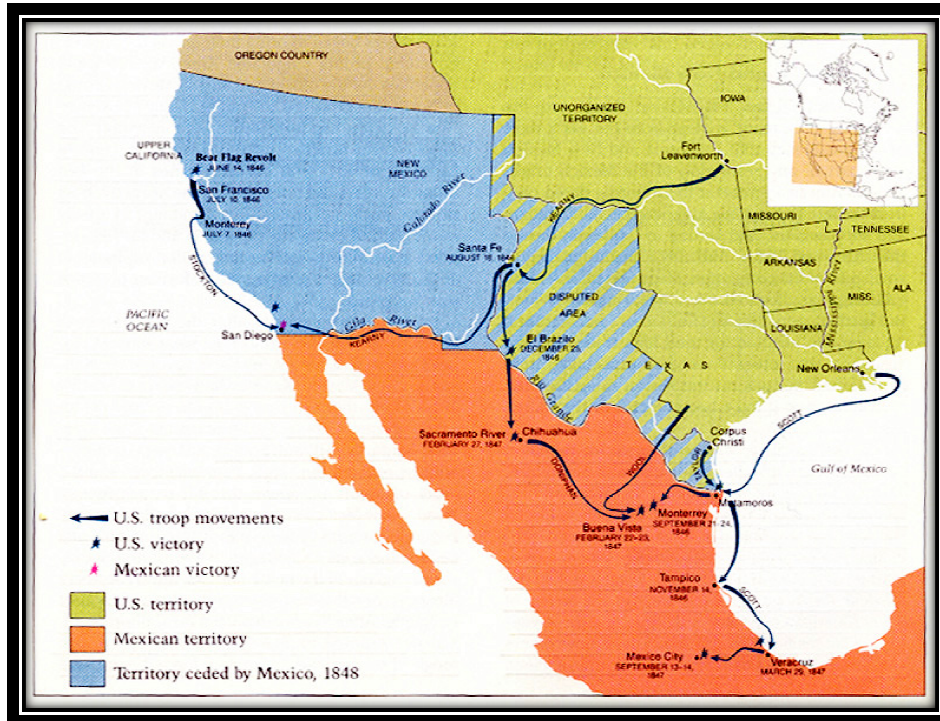 OREGON COUNTRY
UNORGANIZED
TERRITORY
IOWA
UPPER
CALIFORNIA
Bear Flag Revolt
JUNE 14, 1846
NEW
MEXICO
Fort
Leavenworth
San Francisco
JULY 10, 1846
Colorado River
KEARNY
MISSOURI
Monterey
JULY 7, 1846
TENNESSEE
Santa Fe
AUGUST 18, 1846
ARKANSAS
STOCKTON
DISPUTED
AREA
Mississippi River
MISS.
ALA.
PACIFIC
OCEAN
Gila River
San Diego
KEARNY
El Brazito
DECEMBER 25,
1846
LOUISIANA
TEXAS
New Orleans
Rio Grande
SCOTT
Sacramento River
FEBRUARY 27, 1847
Chihuahua
Corpus
Christi
TAYLOR
WOOL
DONIPHAN
Gulf of Mexico
Matamoros
Monterrey
SEPTEMBER 21-24,
1846
Buena Vista
FEBRUARY 22-23,
1847
U.S. troop movements
U.S. victory
Mexican victory
U.S. territory
Mexican territory
Territory ceded by Mexico, 1848
Tampico
NOVEMBER 14,
1846
SCOTT
Mexico City
SEPTEMBER 13-14,
1847
Veracruz
MARCH 29, 1847